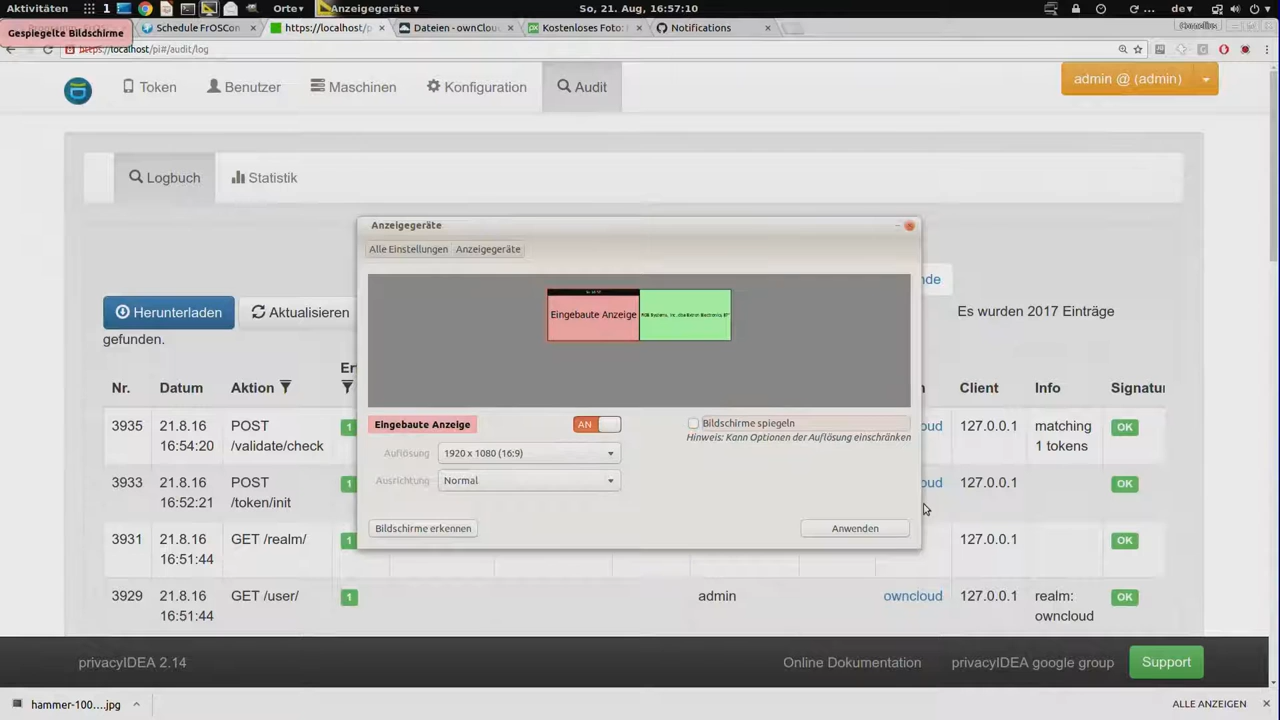 Aktivitäten
1
Orte
Anzeigegeräte
So, 21. Aug, 16:57:10
de
Gespiegelte Bildschirme
Schedule FrOSCon
https://localhost/p
Dateien - ownClou
Kostenloses Foto:
Notifications
https://localhost/pi#/audit/log
Token
Benutzer
Maschinen
Konfiguration
Audit
admin @ (admin)
Logbuch
Statistik
Anzeigegeräte
Alle Einstellungen
Anzeigegeräte
Eingebaute Anzeige
nde
Herunterladen
Aktualisieren
Es wurden 2017 Einträge
gefunden.
Nr.
Datum
Aktion
Er
n
Client
Info
Signatur
Eingebaute Anzeige
AN
Bildschirme spiegeln
Hinweis: Kann Optionen der Auflösung einschränken
Auflösung
1920 x 1080 (16:9)
Ausrichtung
Normal
Bildschirme erkennen
Anwenden
3935
21.8.16
16:54:20
POST
/validate/check
1
oud
127.0.0.1
matching
1 tokens
OK
3933
21.8.16
16:52:21
POST
/token/init
1
oud
127.0.0.1
OK
3931
21.8.16
16:51:44
GET /realm/
1
127.0.0.1
OK
3929
21.8.16
16:51:44
GET /user/
1
admin
owncloud
127.0.0.1
realm:
owncloud
OK
privacyIDEA 2.14
Online Dokumentation
privacyIDEA google group
Support
hammer-100....jpg
ALLE ANZEIGEN